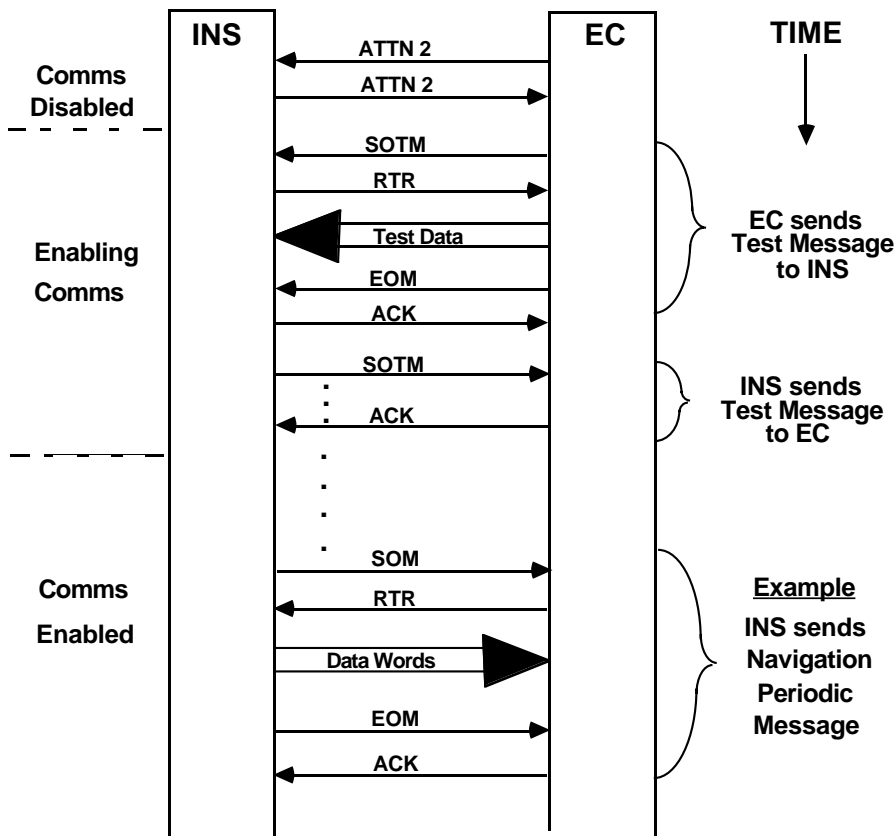 INS
EC
TIME
ATTN 2
Comms
Disabled
ATTN 2
SOTM
RTR
EC sends
Test Message
to INS
Test Data
Enabling
Comms
EOM
ACK
SOTM
INS sends
Test Message
to EC
ACK
SOM
Comms
Enabled
RTR
Example
INS sends
Navigation
Periodic
Message
Data Words
EOM
ACK